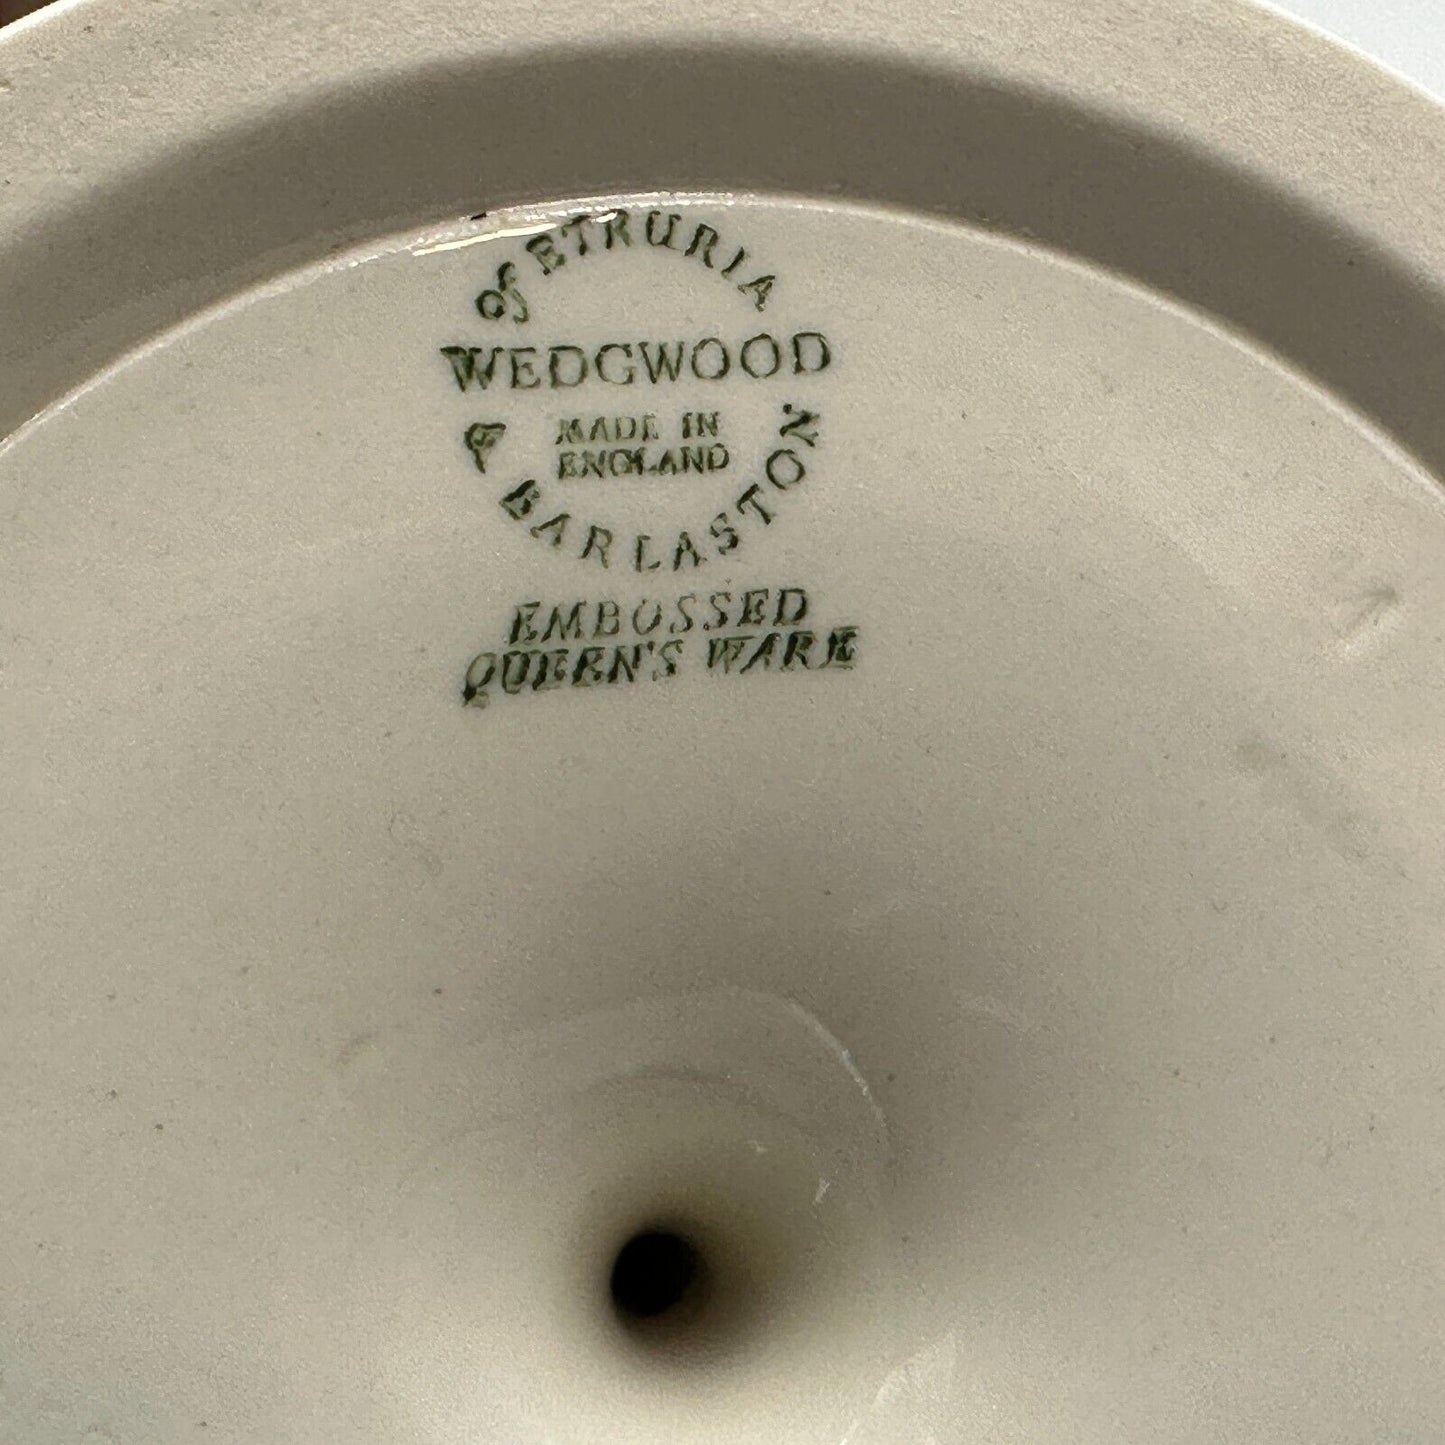 of ETRURIA
WEDGWOOD
MADE IN
ENGLAND
& BARLASTON
EMBOSSED
QUEEN'S WARE